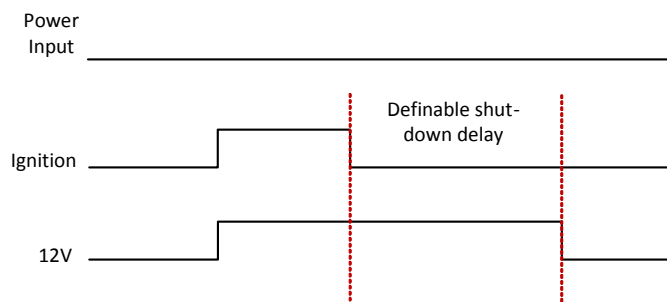 Power
Input
Definable shut-
down delay
Ignition
12V